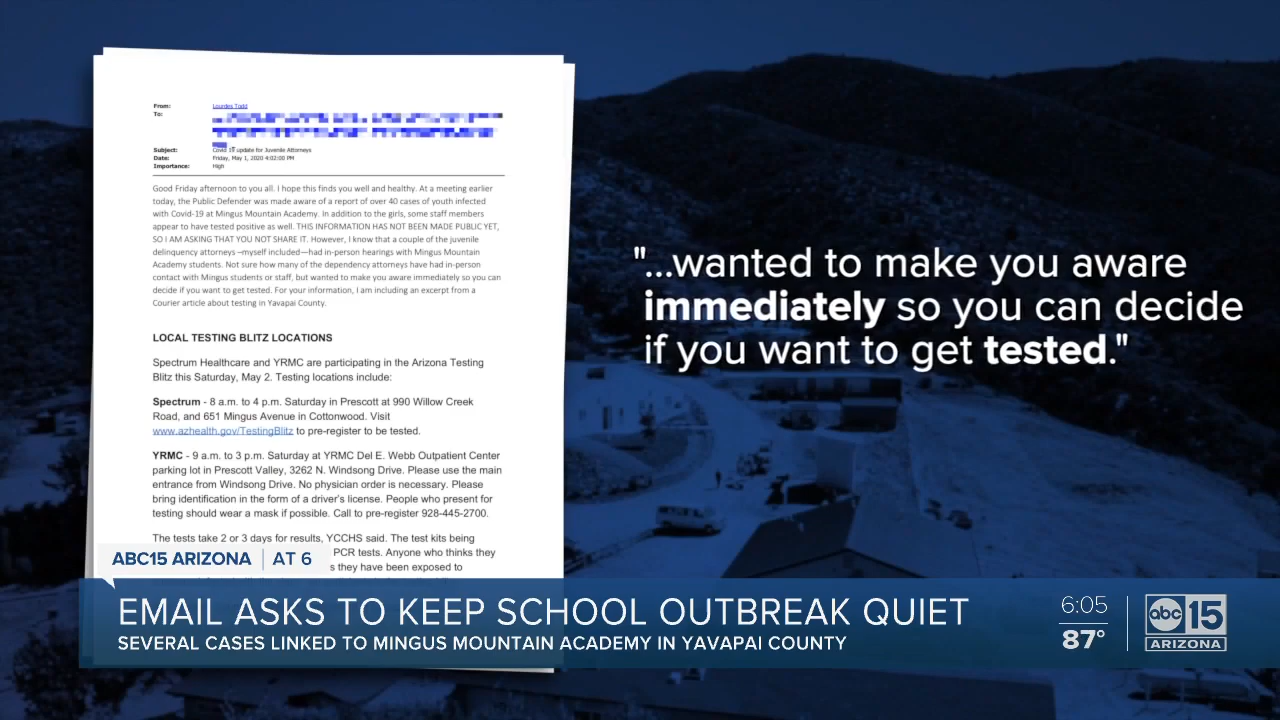 From: Lourdes Todd
To:
Subject: Covid 19 update for Juvenile Attorneys
Date: Friday, May 1, 2020 4:02:00 PM
Importance: High
Good Friday afternoon to you all. I hope this finds you well and healthy. At a meeting earlier
today, the Public Defender was made aware of a report of over 40 cases of youth infected
with Covid-19 at Mingus Mountain Academy. In addition to the girls, some staff members
appear to have tested positive as well. THIS INFORMATION HAS NOT BEEN MADE PUBLIC YET,
SO I AM ASKING THAT YOU NOT SHARE IT. However, I know that a couple of the juvenile
delinquency attorneys –myself included—had in-person hearings with Mingus Mountain
Academy students. Not sure how many of the dependency attorneys have had in-person
contact with Mingus students or staff, but wanted to make you aware immediately so you can
decide if you want to get tested. For your information, I am including an excerpt from a
Courier article about testing in Yavapai County.
LOCAL TESTING BLITZ LOCATIONS
Spectrum Healthcare and YRMC are participating in the Arizona Testing
Blitz this Saturday, May 2. Testing locations include:
Spectrum - 8 a.m. to 4 p.m. Saturday in Prescott at 990 Willow Creek
Road, and 651 Mingus Avenue in Cottonwood. Visit
www.azhealth.gov/TestingBlitz to pre-register to be tested.
YRMC - 9 a.m. to 3 p.m. Saturday at YRMC Del E. Webb Outpatient Center
parking lot in Prescott Valley, 3262 N. Windsong Drive. Please use the main
entrance from Windsong Drive. No physician order is necessary. Please
bring identification in the form of a driver's license. People who present for
testing should wear a mask if possible. Call to pre-register 928-445-2700.
The tests take 2 or 3 days for results, YCCHS said. The test kits being
PCR tests. Anyone who thinks they
s they have been exposed to
"...wanted to make you aware
immediately so you can decide
if you want to get tested."
ABC15 ARIZONA | AT 6
EMAIL ASKS TO KEEP SCHOOL OUTBREAK QUIET
SEVERAL CASES LINKED TO MINGUS MOUNTAIN ACADEMY IN YAVAPAI COUNTY
6:05
87°
abc 15
ARIZONA